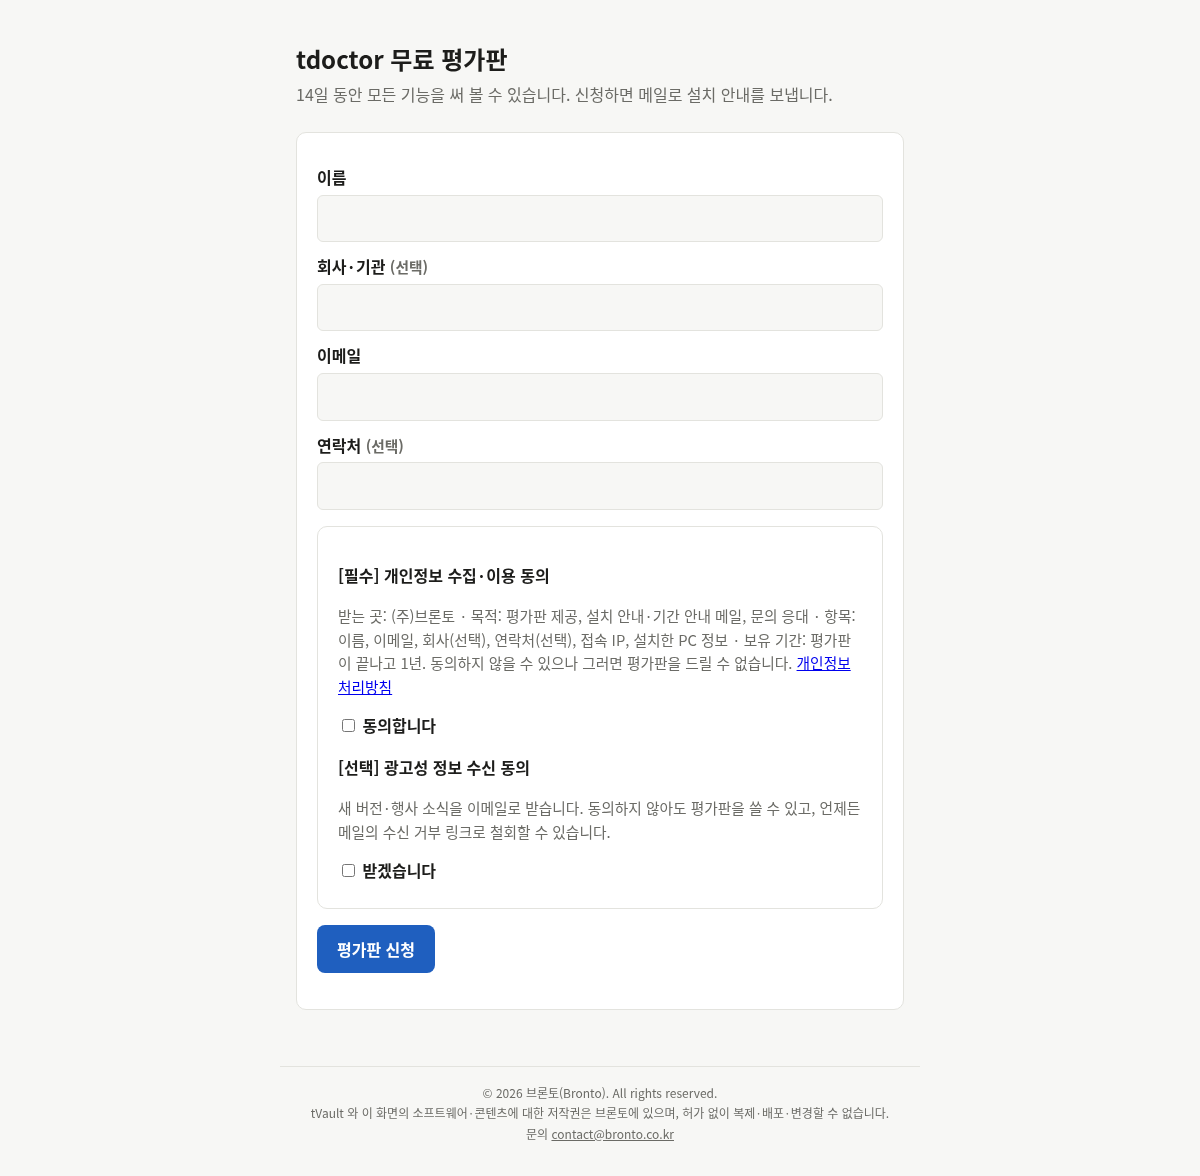 tdoctor 무료 평가판
14일 동안 모든 기능을 써 볼 수 있습니다. 신청하면 메일로 설치 안내를 보냅니다.
이름
회사·기관 (선택)
이메일
연락처 (선택)
[필수] 개인정보 수집·이용 동의
받는 곳: (주)브론토 · 목적: 평가판 제공, 설치 안내·기간 안내 메일, 문의 응대 · 항목:
이름, 이메일, 회사(선택), 연락처(선택), 접속 IP, 설치한 PC 정보 · 보유 기간: 평가판
이 끝나고 1년. 동의하지 않을 수 있으나 그러면 평가판을 드릴 수 없습니다. 개인정보
처리방침
동의합니다
[선택] 광고성 정보 수신 동의
새 버전·행사 소식을 이메일로 받습니다. 동의하지 않아도 평가판을 쓸 수 있고, 언제든
메일의 수신 거부 링크로 철회할 수 있습니다.
받겠습니다
평가판 신청
© 2026 브론토(Bronto). All rights reserved.
tVault 와 이 화면의 소프트웨어·콘텐츠에 대한 저작권은 브론토에 있으며, 허가 없이 복제·배포·변경할 수 없습니다.
문의 contact@bronto.co.kr